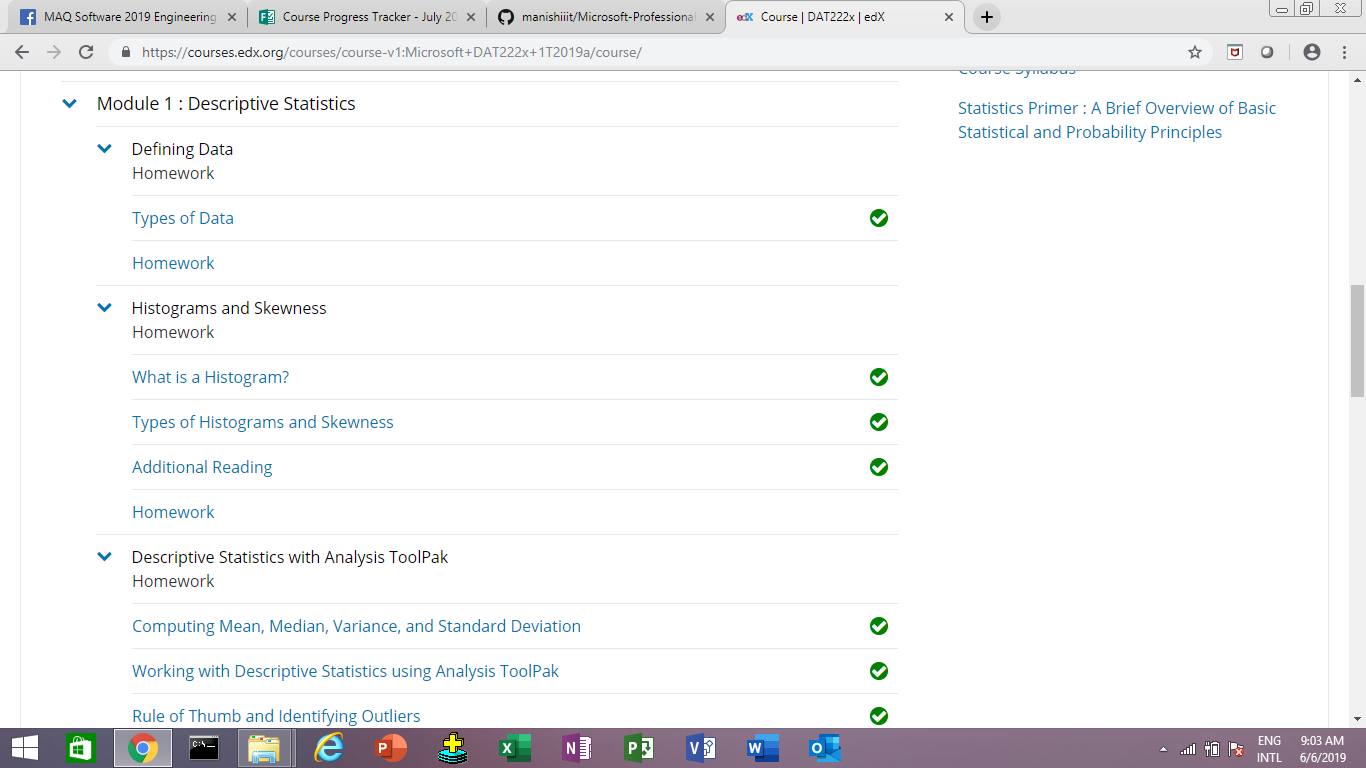 MAQ Software 2019 Engineering
Course Progress Tracker - July 20
manishiiit/Microsoft-Professional
edX Course | DAT222x | edX
https://courses.edx.org/courses/course-v1:Microsoft+DAT222x+1T2019a/course/
Course Syllabus
Module 1 : Descriptive Statistics
Statistics Primer : A Brief Overview of Basic
Statistical and Probability Principles
Defining Data
Homework
Types of Data
Homework
Histograms and Skewness
Homework
What is a Histogram?
Types of Histograms and Skewness
Additional Reading
Homework
Descriptive Statistics with Analysis ToolPak
Homework
Computing Mean, Median, Variance, and Standard Deviation
Working with Descriptive Statistics using Analysis ToolPak
Rule of Thumb and Identifying Outliers
ENG
INTL
9:03 AM
6/6/2019